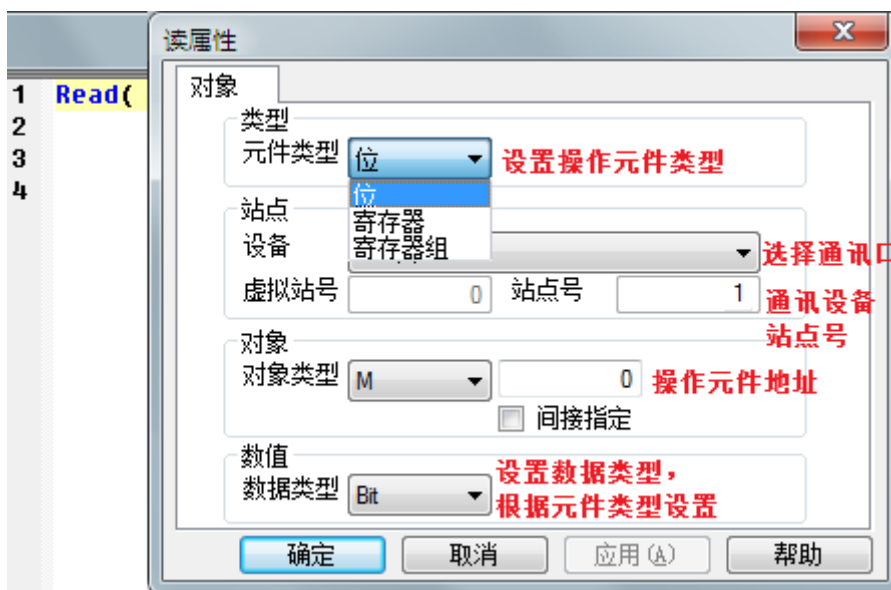 读属性
1 Read(
2
3
4
对象
类型
元件类型 位 设置操作元件类型
位
寄存器
寄存器组
站点
设备 选择通讯口
虚拟站号 0 站点号 1 通讯设备
站点号
对象
对象类型 M 0 操作元件地址
间接指定
数值
数据类型 Bit 设置数据类型，
根据元件类型设置
确定 取消 应用(A) 帮助